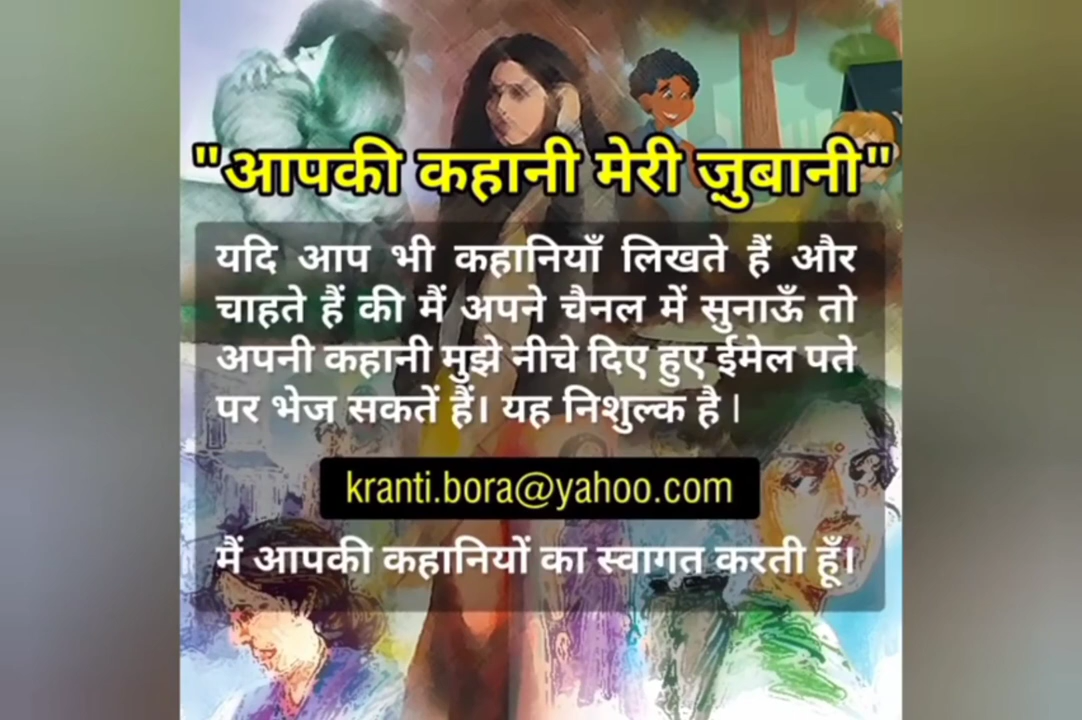 "आपकी कहानी मेरी ज़ुबानी"
यदि आप भी कहानियाँ लिखते हैं और
चाहते हैं की मैं अपने चैनल में सुनाऊँ तो
अपनी कहानी मुझे नीचे दिए हुए ईमेल पते
पर भेज सकतें हैं। यह निशुल्क है |
kranti.bora@yahoo.com
मैं आपकी कहानियों का स्वागत करती हूँ।